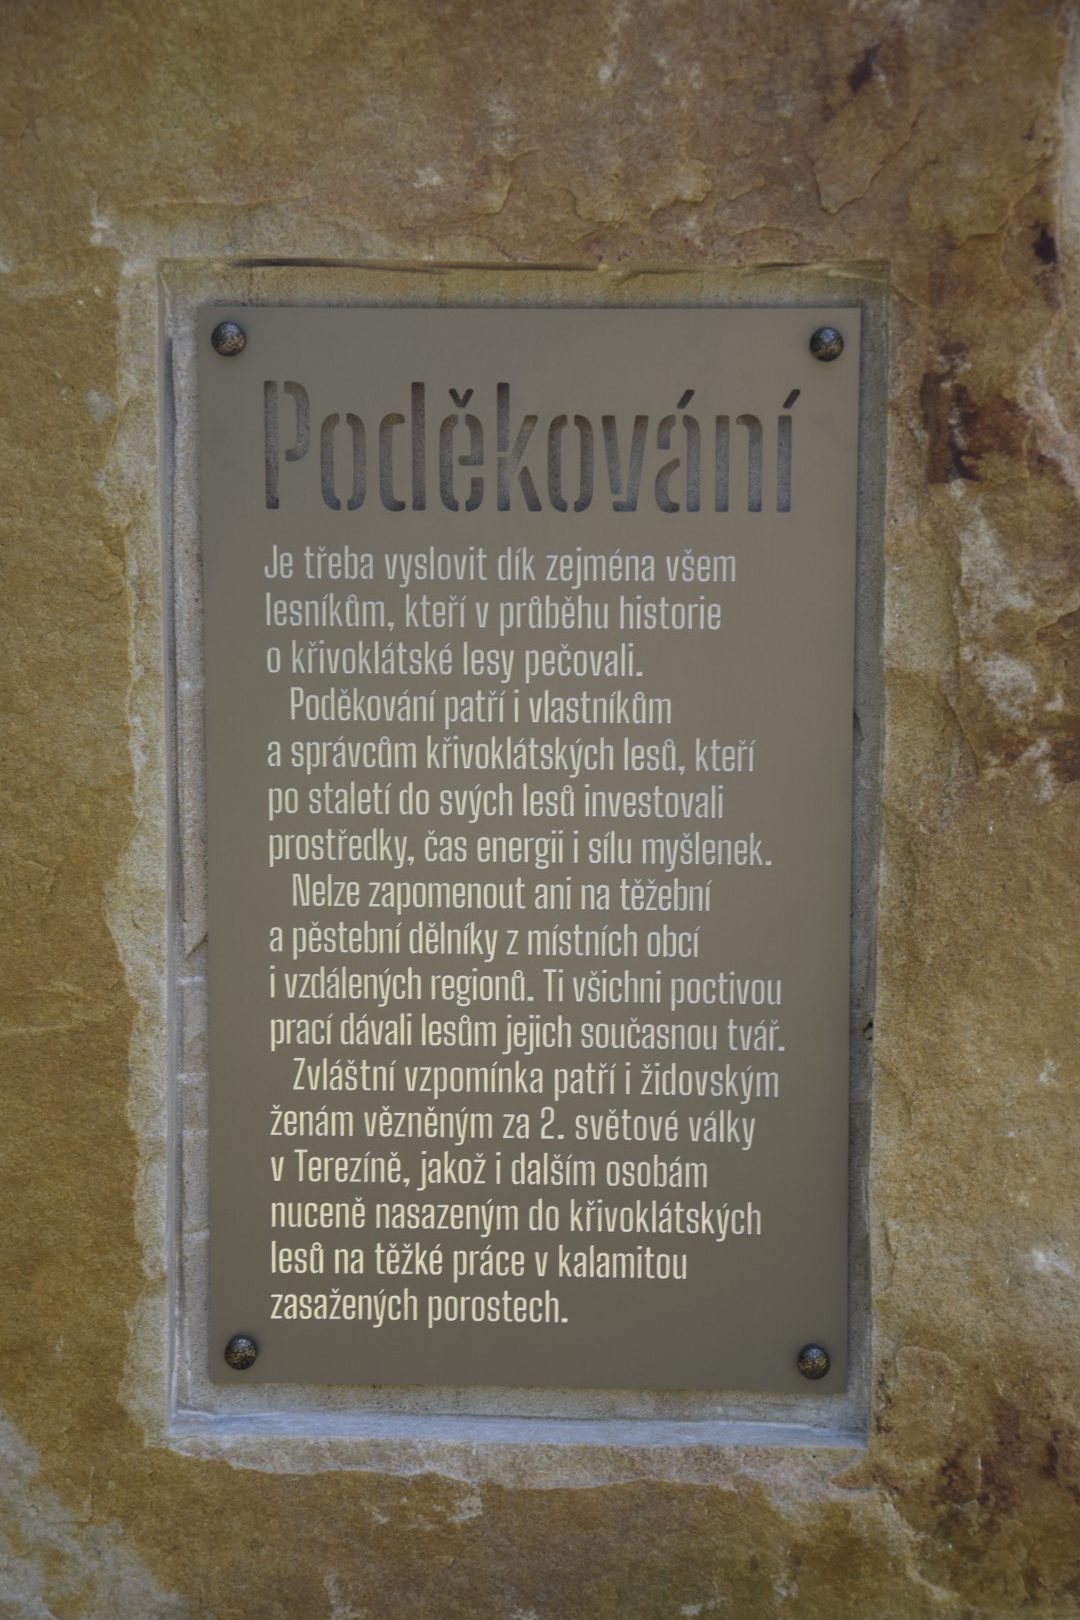 Poděkování
Je třeba vyslovit dík zejména všem
lesníkům, kteří v průběhu historie
o křivoklátské lesy pečovali.
Poděkování patří i vlastníkům
a správcům křivoklátských lesů, kteří
po staletí do svých lesů investovali
prostředky, čas energii i sílu myšlenek.
Nelze zapomenout ani na těžební
a pěstební dělníky z místních obcí
i vzdálených regionů. Ti všichni poctivou
prací dávali lesům jejich současnou tvář.
Zvláštní vzpomínka patří i židovským
ženám vězněným za 2. světové války
v Terezíně, jakož i dalším osobám
nuceně nasazeným do křivoklátských
lesů na těžké práce v kalamitou
zasažených porostech.